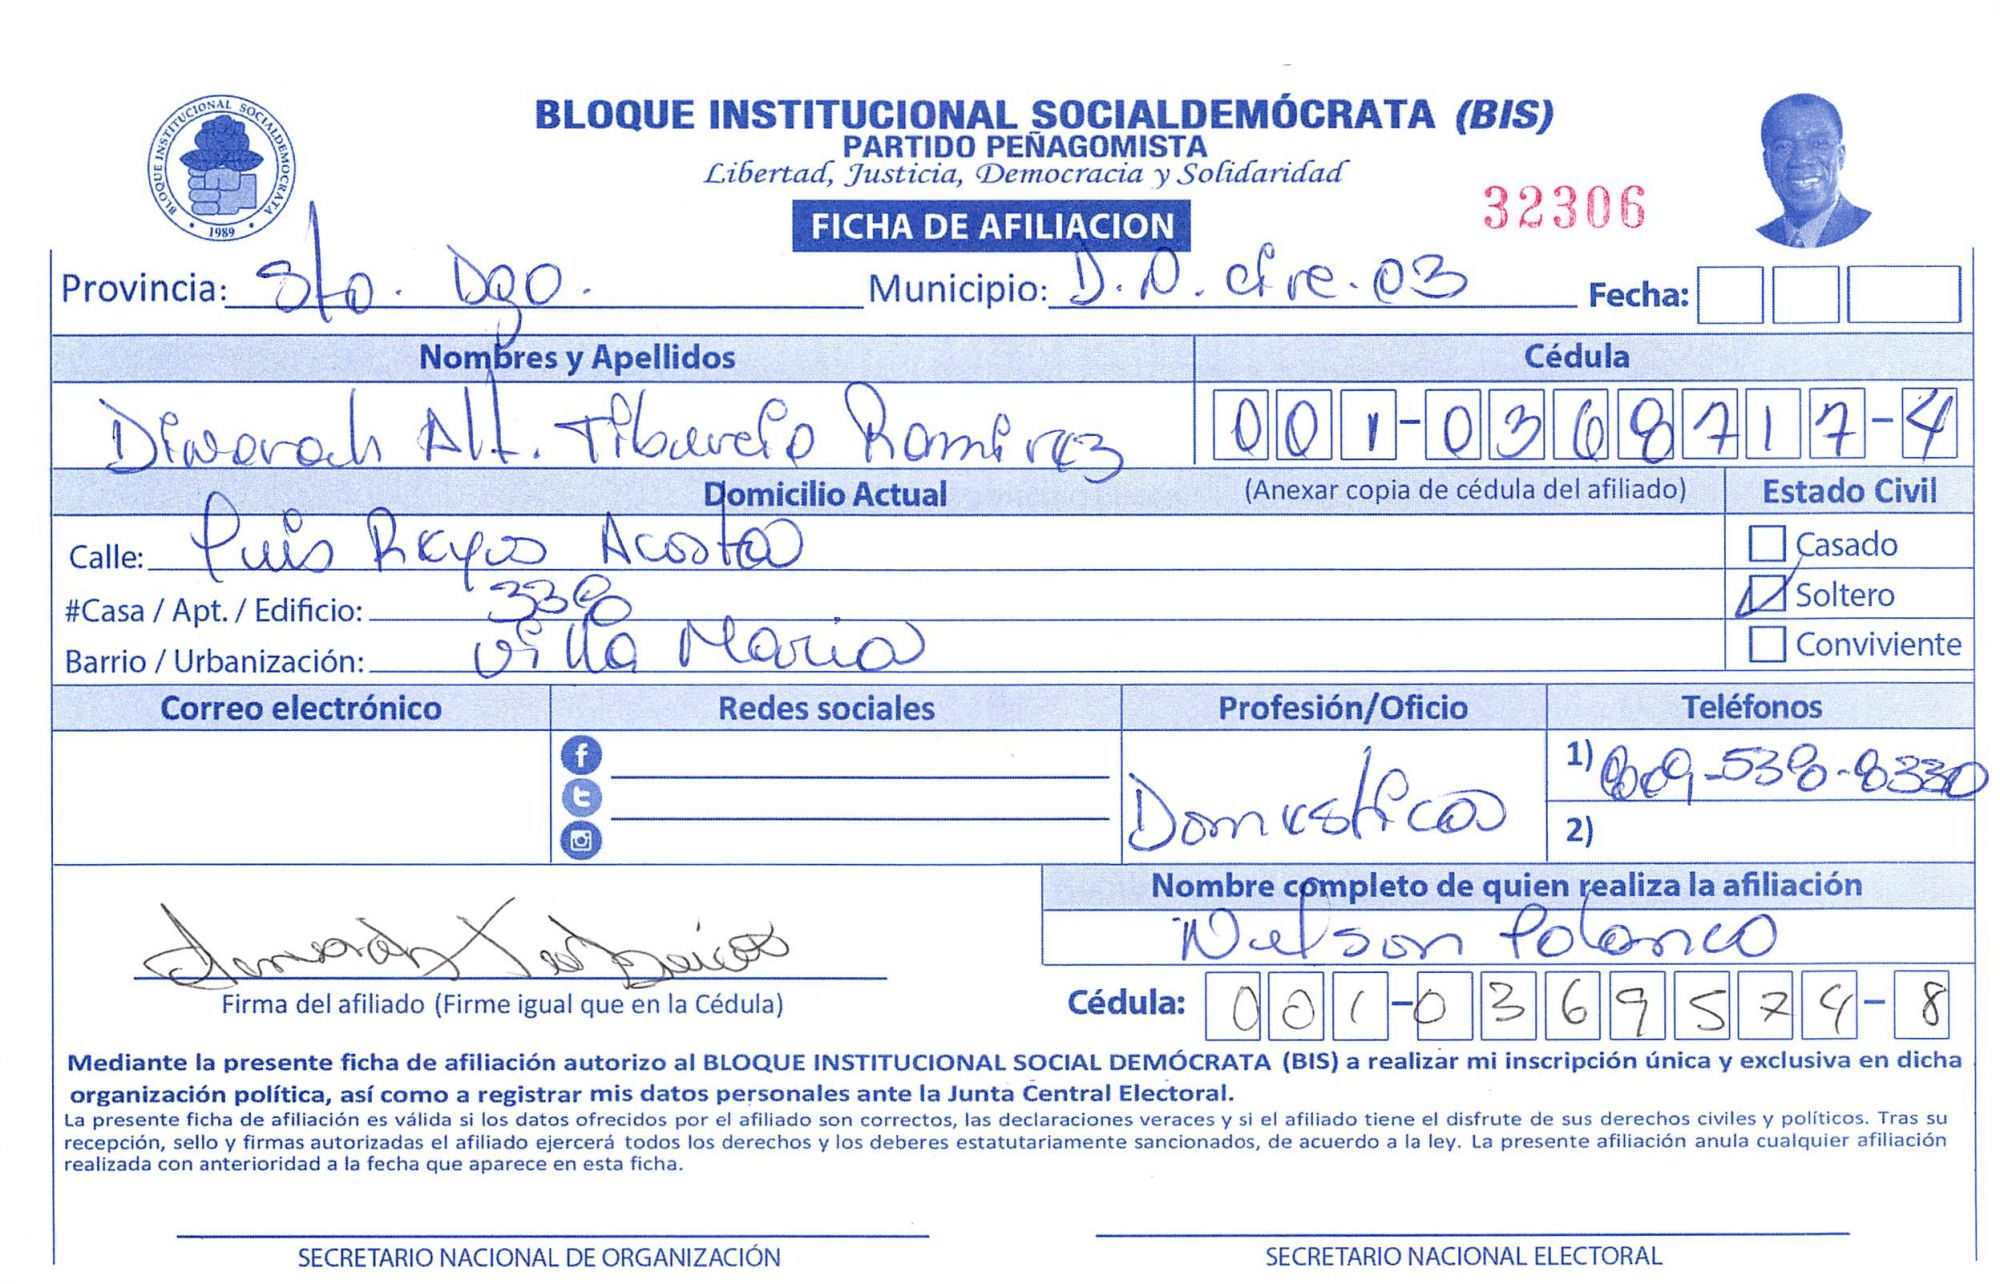 BLOQUE INSTITUCIONAL SOCIALDEMÓCRATA (BIS)
PARTIDO PEÑAGOMISTA
Libertad, Justicia, Democracia y Solidaridad
BLOQUE INSTITUCIONAL SOCIALDEMOCRATA
1989
32306
FICHA DE AFILIACION
Provincia: Sto. Dgo. Municipio: D.N. circ. 03 Fecha:
Nombres y Apellidos Cédula
Dinorah Alt. Tiburcio Ramirez 001-0368717-4
Domicilio Actual (Anexar copia de cédula del afiliado) Estado Civil
Calle: Luis Reyes Acosta Casado
#Casa / Apt. / Edificio: 338 Soltero
Barrio / Urbanización: Villa Maria Conviviente
Correo electrónico Redes sociales Profesión/Oficio Teléfonos
Domestica 1) 809-538-8330
2)
Nombre completo de quien realiza la afiliación
Nelson Polanco
Firma del afiliado (Firme igual que en la Cédula) Cédula: 001-0369574-8
Mediante la presente ficha de afiliación autorizo al BLOQUE INSTITUCIONAL SOCIAL DEMÓCRATA (BIS) a realizar mi inscripción única y exclusiva en dicha
organización política, así como a registrar mis datos personales ante la Junta Central Electoral.
La presente ficha de afiliación es válida si los datos ofrecidos por el afiliado son correctos, las declaraciones veraces y si el afiliado tiene el disfrute de sus derechos civiles y políticos. Tras su
recepción, sello y firmas autorizadas el afiliado ejercerá todos los derechos y los deberes estatutariamente sancionados, de acuerdo a la ley. La presente afiliación anula cualquier afiliación
realizada con anterioridad a la fecha que aparece en esta ficha.
SECRETARIO NACIONAL DE ORGANIZACIÓN SECRETARIO NACIONAL ELECTORAL